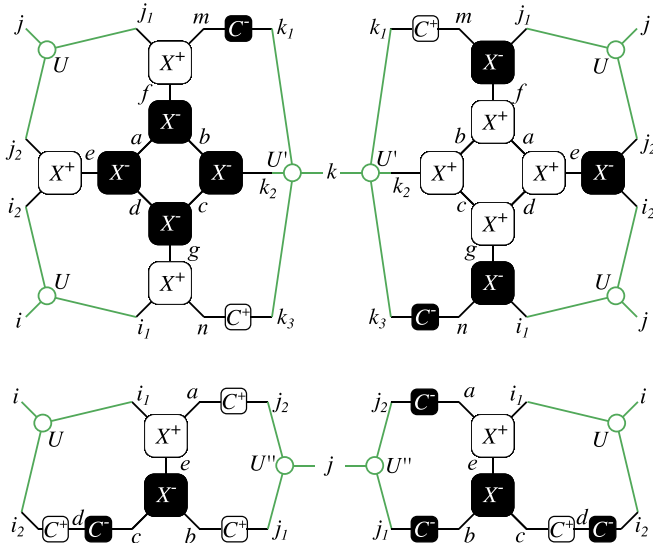 j j₁ m C⁻ k₁ k₁ C⁺ m j₁ j
U X⁺ X⁻ U
f f
X⁻ X⁺
a b b a
j₂ X⁺ e X⁻ X⁻ k₂ U' k U' k₂ X⁺ X⁺ e X⁻ j₂
i₂ d c c d i₂
X⁻ X⁺
g g
U X⁺ X⁻ U
i i₁ n C⁺ k₃ k₃ C⁻ n i₁ j
i i₁ a C⁺ j₂ j₂ C⁻ a i₁ i
U X⁺ X⁺ U
e U'' j U'' e
X⁻ X⁻
i₂ C⁺ d C⁻ c b C⁺ j₁ j₁ C⁻ b c C⁺ d C⁻ i₂